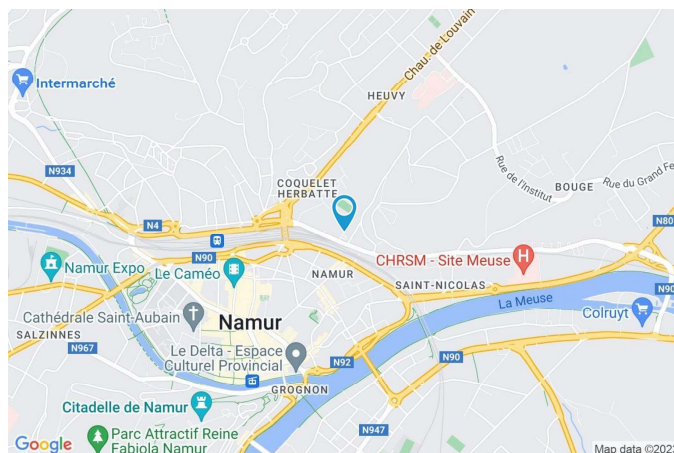 Chau. de Louvain
Intermarché
HEUVY
Rue de l'Institut
BOUGE
Rue du Grand Fe
N934
COQUELET
HERBATTE
N4
N80
N90
Namur Expo
Le Caméo
NAMUR
CHRSM - Site Meuse
SAINT-NICOLAS
N90
La Meuse
Colruyt
Cathédrale Saint-Aubain
Namur
SALZINNES
N967
Le Delta - Espace
Culturel Provincial
N92
N90
GROGNON
Citadelle de Namur
N947
Parc Attractif Reine
Fabiola Namur
Google
Map data ©202